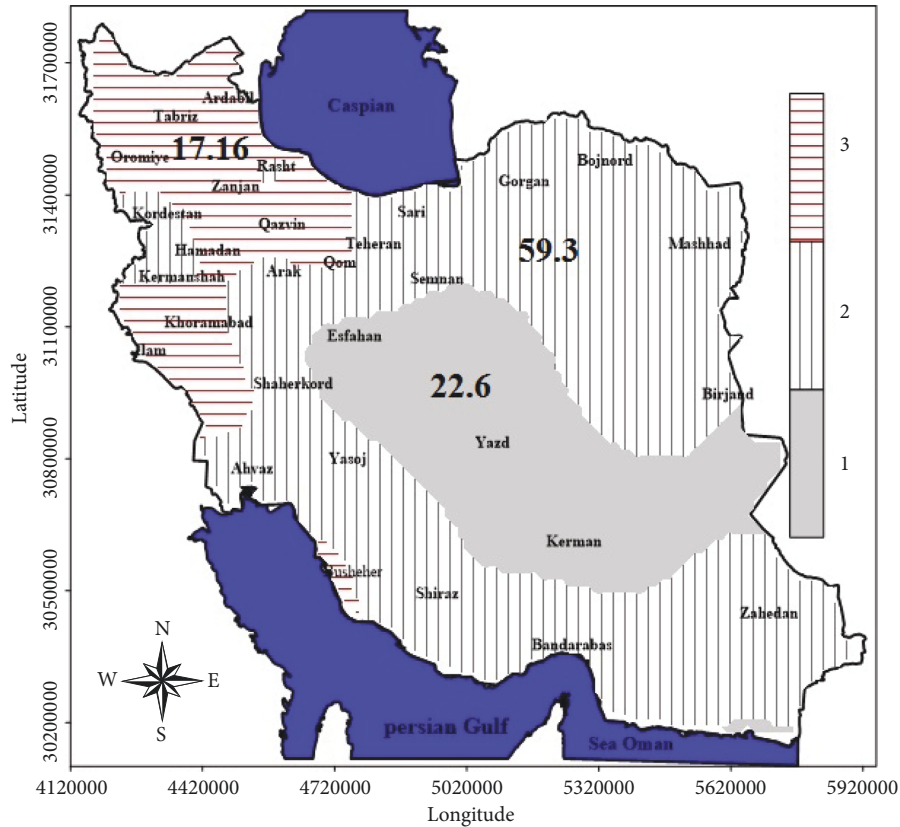 31700000
31400000
31100000
30800000
30500000
30200000
Latitude
Caspian
Ardabil
Tabriz
17.16
Oromiye
Rasht
Zanjan
Bojnord
Gorgan
Kordestan
Sari
Qazvin
Teheran
Mashhad
59.3
Hamadan
Qom
Arak
Kermanshah
Semnan
Khoramabad
Esfahan
Ilam
Shaherkord
22.6
Birjand
Yazd
Yasoj
Ahvaz
Kerman
Busheher
Shiraz
Zahedan
Bandarabas
persian Gulf
Sea Oman
3
2
1
N
W E
S
4120000 4420000 4720000 5020000 5320000 5620000 5920000
Longitude